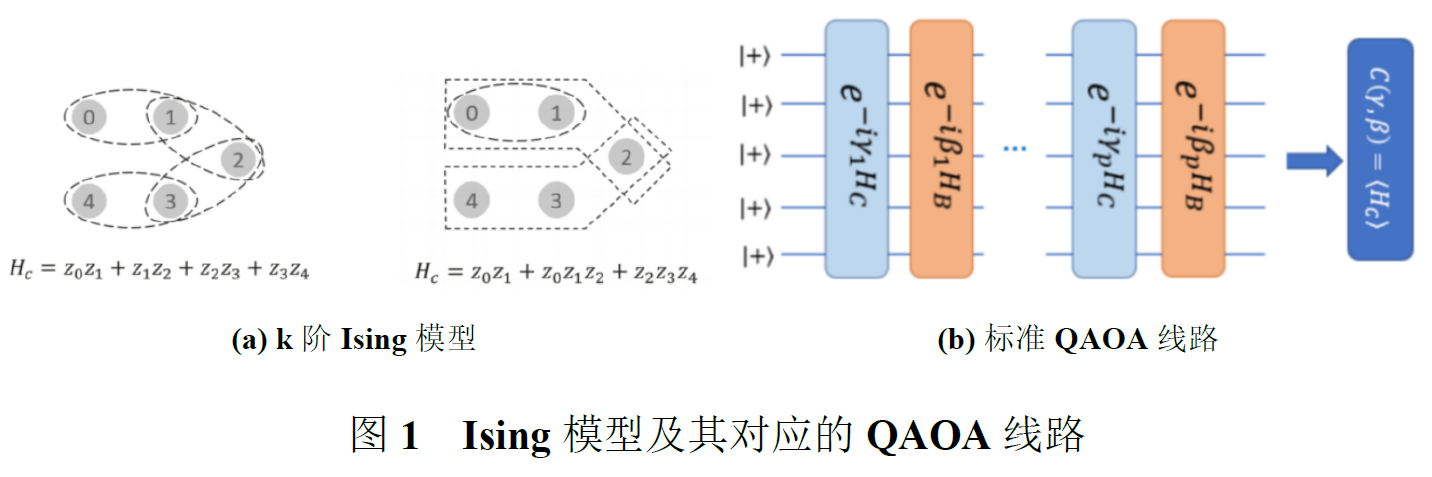 0 1 2 4 3
H_c = z_0z_1 + z_1z_2 + z_2z_3 + z_3z_4
0 1 2 4 3
H_c = z_0z_1 + z_0z_1z_2 + z_2z_3z_4
(a) k 阶 Ising 模型
|+⟩
|+⟩
|+⟩
|+⟩
|+⟩
e^{-iγ_1H_C}
e^{-iβ_1H_B}
...
e^{-iγ_pH_C}
e^{-iβ_pH_B}
C(γ, β) = ⟨H_C⟩
(b) 标准 QAOA 线路
图 1 Ising 模型及其对应的 QAOA 线路